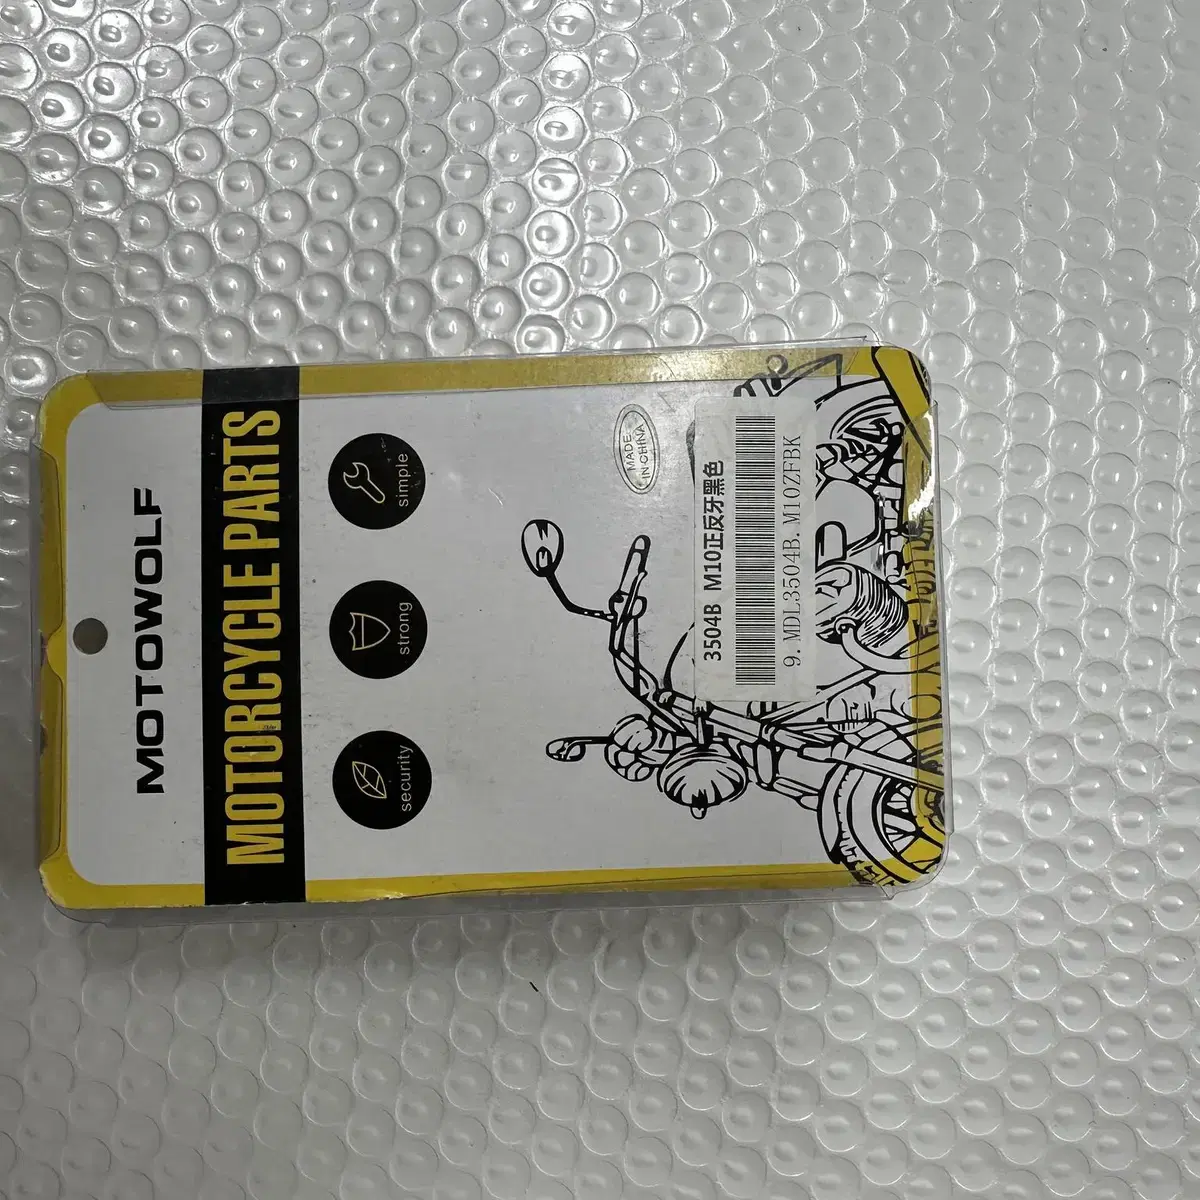 MOTOWOLF
MOTORCYCLE PARTS
security
strong
simple
MADE
IN CHINA
3504B M10正反牙黑色
9.MDL3504B.M10ZFBK